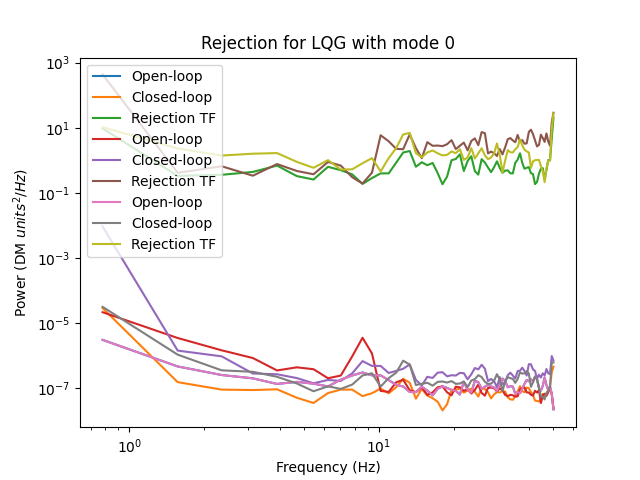 Rejection for LQG with mode 0
Power (DM units²/Hz)
10³
10¹
10⁻¹
10⁻³
10⁻⁵
10⁻⁷
Open-loop
Closed-loop
Rejection TF
Open-loop
Closed-loop
Rejection TF
Open-loop
Closed-loop
Rejection TF
10⁰
10¹
Frequency (Hz)